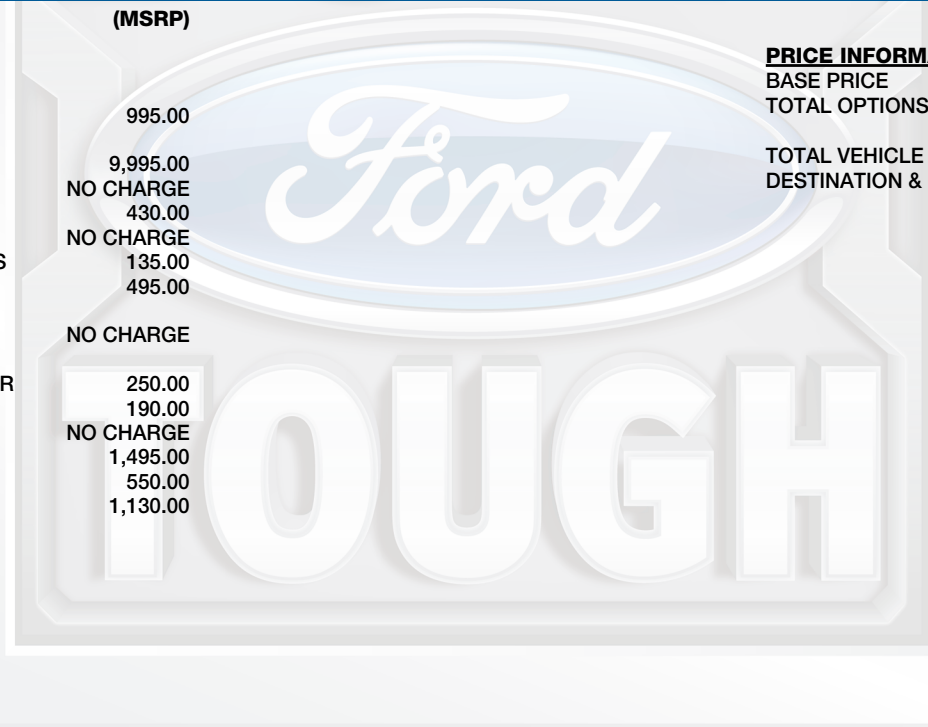 (MSRP)
995.00
9,995.00
NO CHARGE
430.00
NO CHARGE
S 135.00
495.00
NO CHARGE
R 250.00
190.00
NO CHARGE
1,495.00
550.00
1,130.00
PRICE INFORM
BASE PRICE
TOTAL OPTIONS
TOTAL VEHICLE
DESTINATION &
Ford
TOUGH